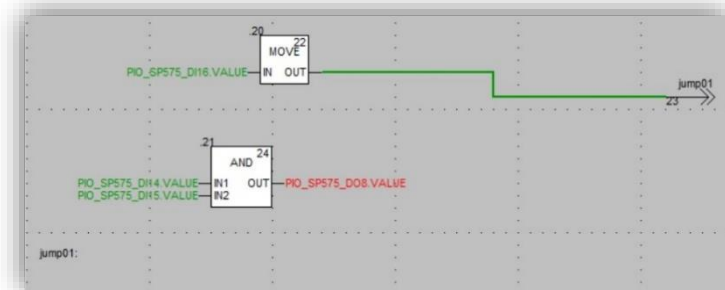 .20
22
MOVE
PIO_SP575_DI16.VALUE IN OUT
jump01
23
.21
24
AND
PIO_SP575_DI14.VALUE IN1 OUT PIO_SP575_DO8.VALUE
PIO_SP575_DI15.VALUE IN2
jump01: